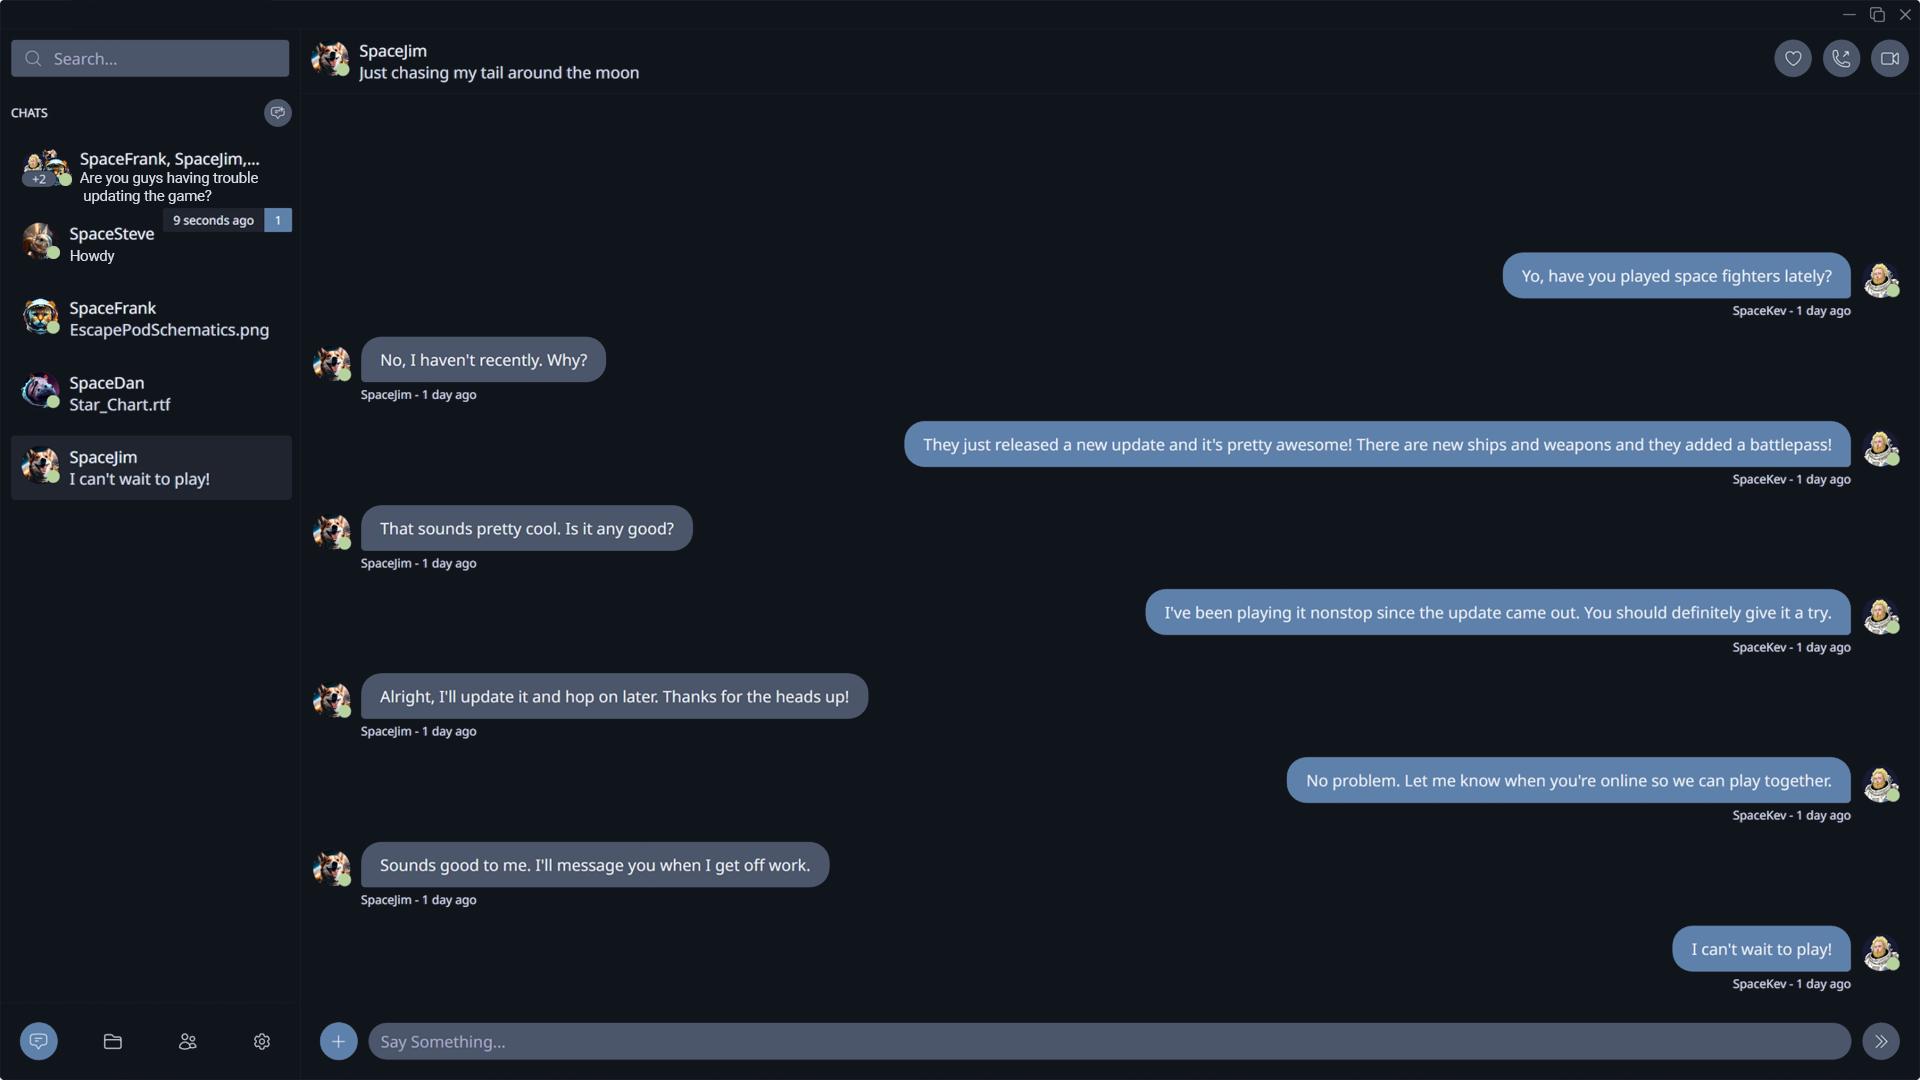 Search...
CHATS
SpaceFrank, SpaceJim,...
Are you guys having trouble
updating the game?
+2
9 seconds ago 1
SpaceSteve
Howdy
SpaceFrank
EscapePodSchematics.png
SpaceDan
Star_Chart.rtf
SpaceJim
I can't wait to play!
SpaceJim
Just chasing my tail around the moon
Yo, have you played space fighters lately?
SpaceKev - 1 day ago
No, I haven't recently. Why?
SpaceJim - 1 day ago
They just released a new update and it's pretty awesome! There are new ships and weapons and they added a battlepass!
SpaceKev - 1 day ago
That sounds pretty cool. Is it any good?
SpaceJim - 1 day ago
I've been playing it nonstop since the update came out. You should definitely give it a try.
SpaceKev - 1 day ago
Alright, I'll update it and hop on later. Thanks for the heads up!
SpaceJim - 1 day ago
No problem. Let me know when you're online so we can play together.
SpaceKev - 1 day ago
Sounds good to me. I'll message you when I get off work.
SpaceJim - 1 day ago
I can't wait to play!
SpaceKev - 1 day ago
Say Something...